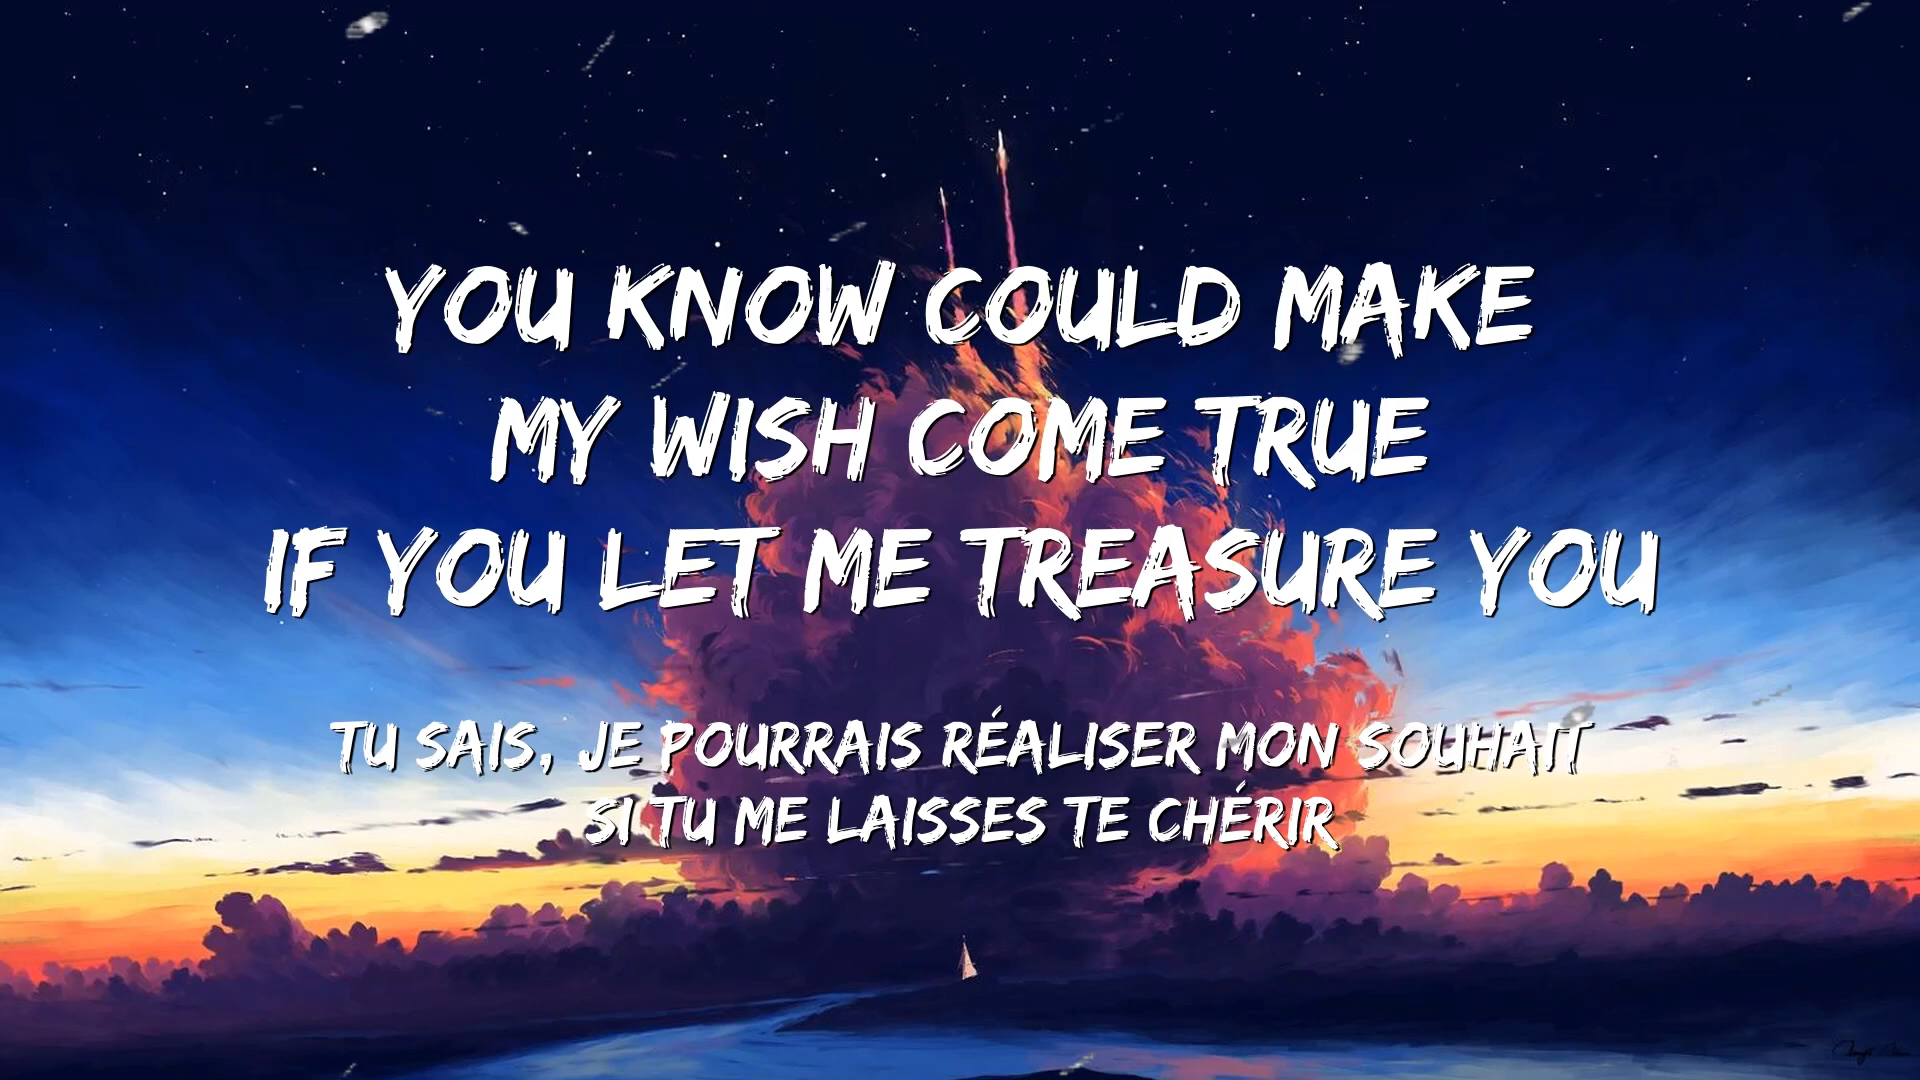 YOU KNOW COULD MAKE
MY WISH COME TRUE
IF YOU LET ME TREASURE YOU
TU SAIS, JE POURRAIS RÉALISER MON SOUHAIT
SI TU ME LAISSES TE CHÉRIR